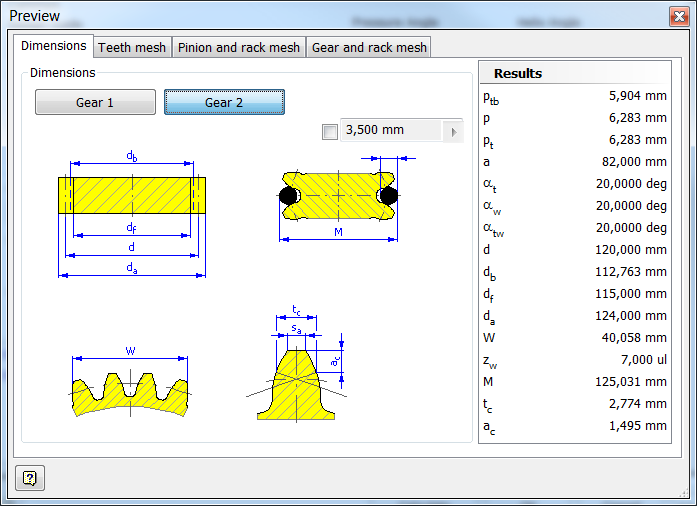 Preview
Pressure Angle
Helix Angle
Dimensions
Teeth mesh
Pinion and rack mesh
Gear and rack mesh
Dimensions
Gear 1
Gear 2
3,500 mm
db
df
d
da
M
W
tc
sa
ac
Results
ptb 5,904 mm
p 6,283 mm
pt 6,283 mm
a 82,000 mm
αt 20,0000 deg
αw 20,0000 deg
αtw 20,0000 deg
d 120,000 mm
db 112,763 mm
df 115,000 mm
da 124,000 mm
W 40,058 mm
zw 7,000 ul
M 125,031 mm
tc 2,774 mm
ac 1,495 mm